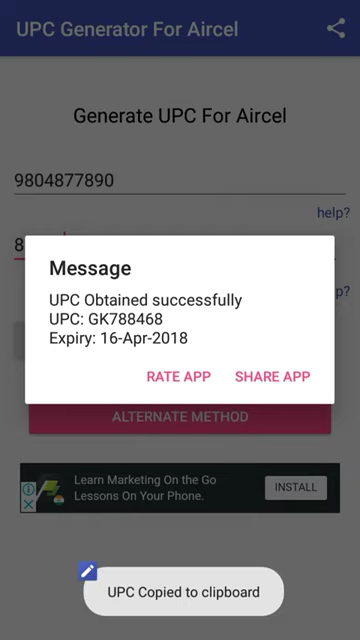 UPC Generator For Aircel
Generate UPC For Aircel
9804877890
help?
8
p?
Message
UPC Obtained successfully
UPC: GK788468
Expiry: 16-Apr-2018
RATE APP
SHARE APP
ALTERNATE METHOD
Learn Marketing On the Go
Lessons On Your Phone.
INSTALL
UPC Copied to clipboard